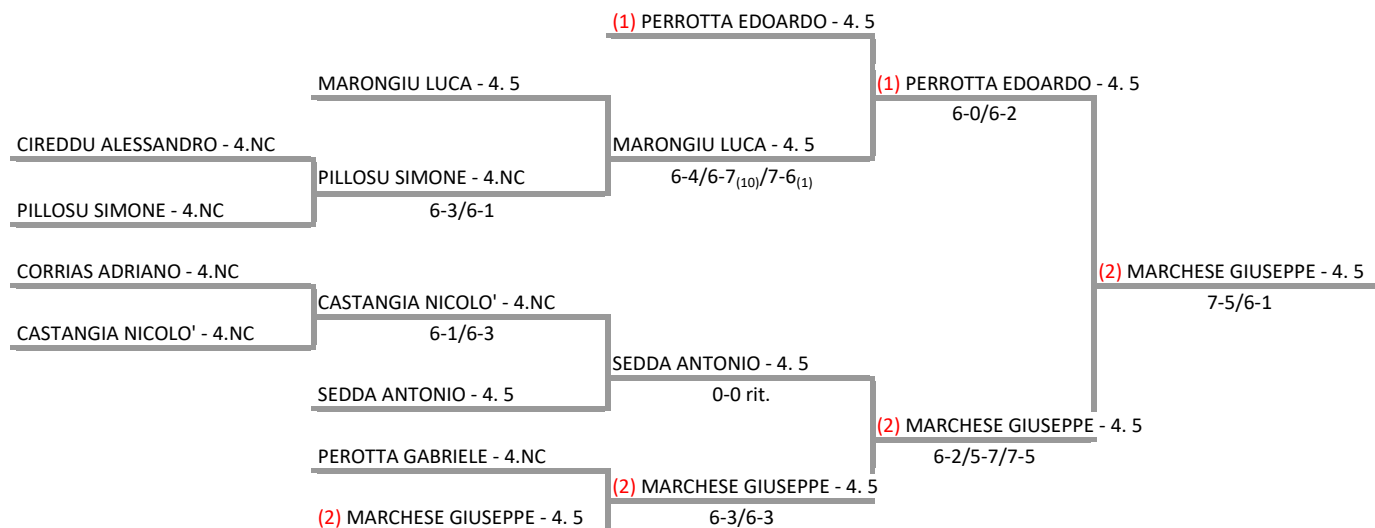 (1) PERROTTA EDOARDO - 4. 5
MARONGIU LUCA - 4. 5
(1) PERROTTA EDOARDO - 4. 5
6-0/6-2
CIREDDU ALESSANDRO - 4.NC
MARONGIU LUCA - 4. 5
PILLOSU SIMONE - 4.NC
6-4/6-7(10)/7-6(1)
PILLOSU SIMONE - 4.NC
6-3/6-1
CORRIAS ADRIANO - 4.NC
(2) MARCHESE GIUSEPPE - 4. 5
CASTANGIA NICOLO' - 4.NC
7-5/6-1
CASTANGIA NICOLO' - 4.NC
6-1/6-3
SEDDA ANTONIO - 4. 5
SEDDA ANTONIO - 4. 5
0-0 rit.
(2) MARCHESE GIUSEPPE - 4. 5
PEROTTA GABRIELE - 4.NC
6-2/5-7/7-5
(2) MARCHESE GIUSEPPE - 4. 5
(2) MARCHESE GIUSEPPE - 4. 5
6-3/6-3